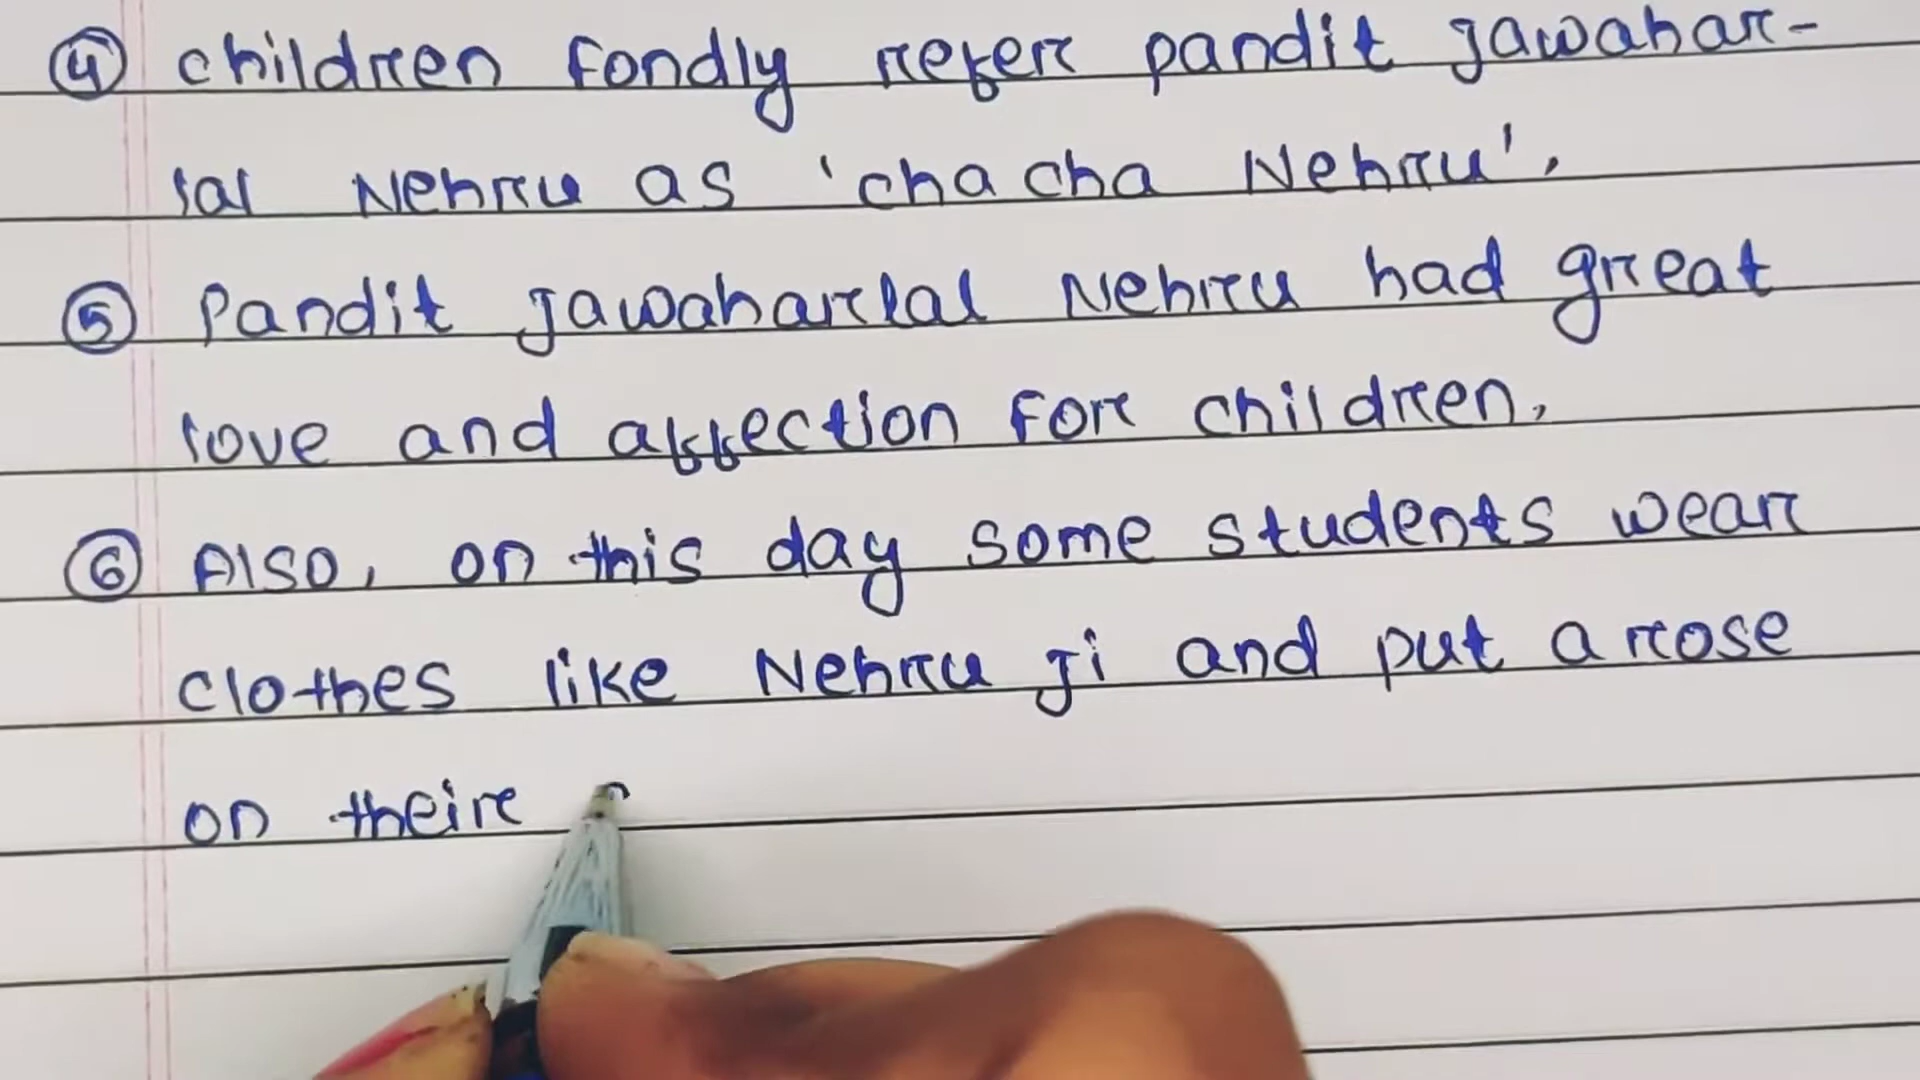 ④ children fondly refer pandit Jawahar-
lal Nehru as 'chacha Nehru'.
⑤ Pandit Jawaharlal Nehru had great
love and affection for children.
⑥ Also, on this day some students wear
clothes like Nehru Ji and put a rose
on their